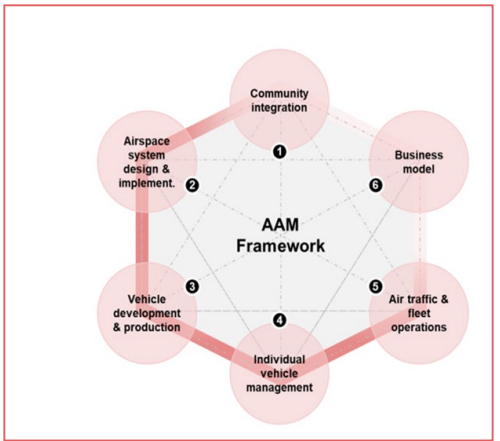 Community
integration
1
Airspace
system
design &
implement.
2
Business
model
6
AAM
Framework
Vehicle
development
& production
3
Air traffic &
fleet
operations
5
4
Individual
vehicle
management